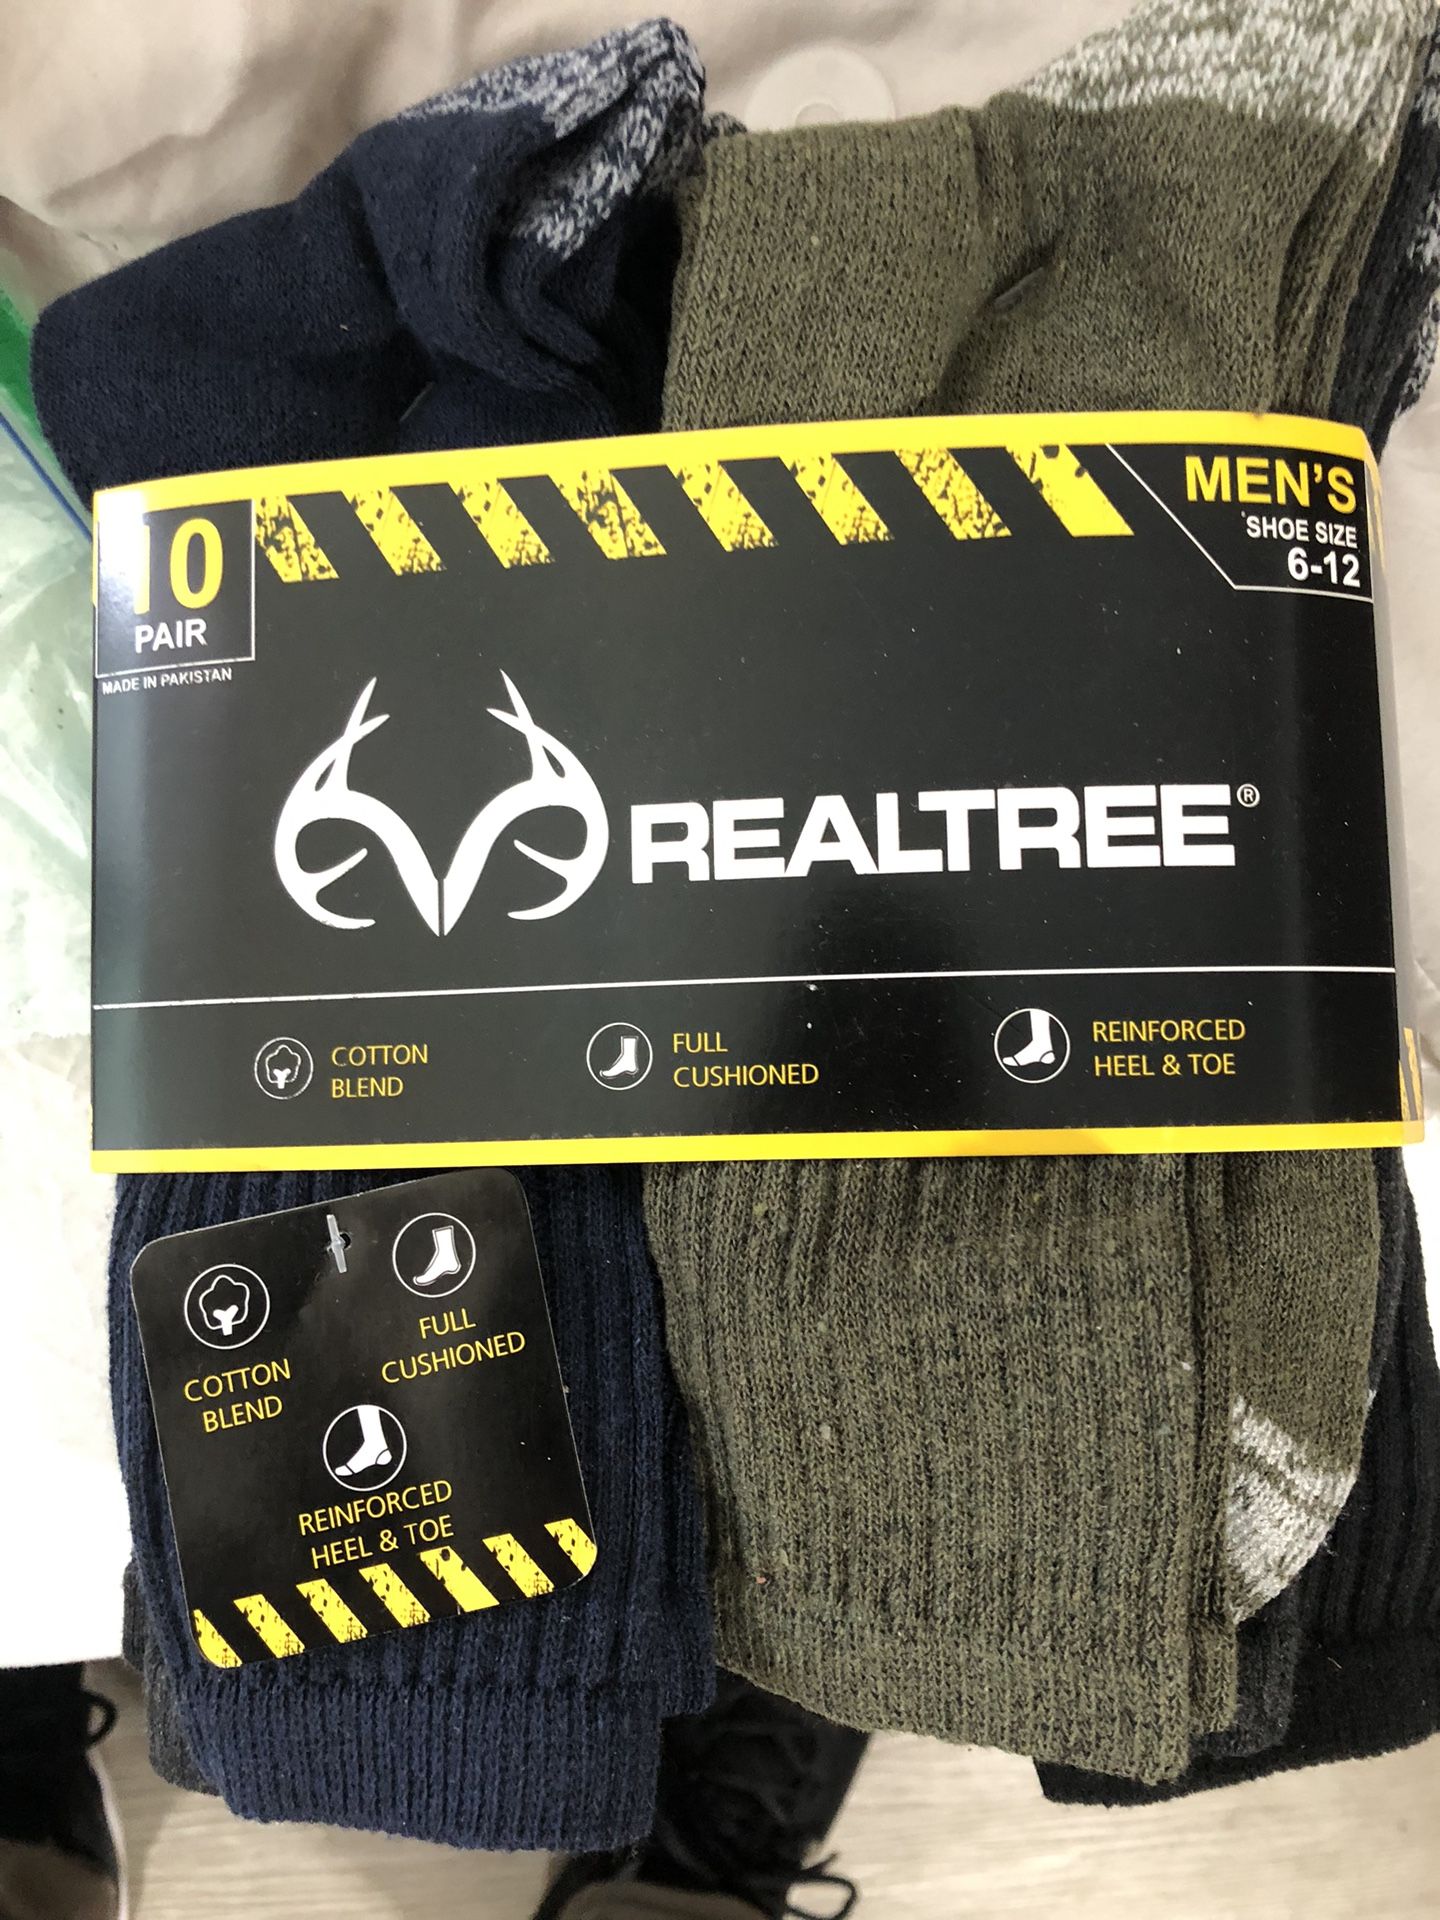 10
PAIR
MADE IN PAKISTAN
MEN'S
SHOE SIZE
6-12
REALTREE®
COTTON
BLEND
FULL
CUSHIONED
REINFORCED
HEEL & TOE
COTTON
BLEND
FULL
CUSHIONED
REINFORCED
HEEL & TOE